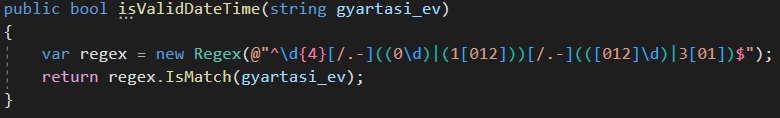 public bool isValidDateTime(string gyartasi_ev)
{
var regex = new Regex(@"^\d{4}[/.-]((0\d)|(1[012]))[/.-](([012]\d)|3[01])$");
return regex.IsMatch(gyartasi_ev);
}